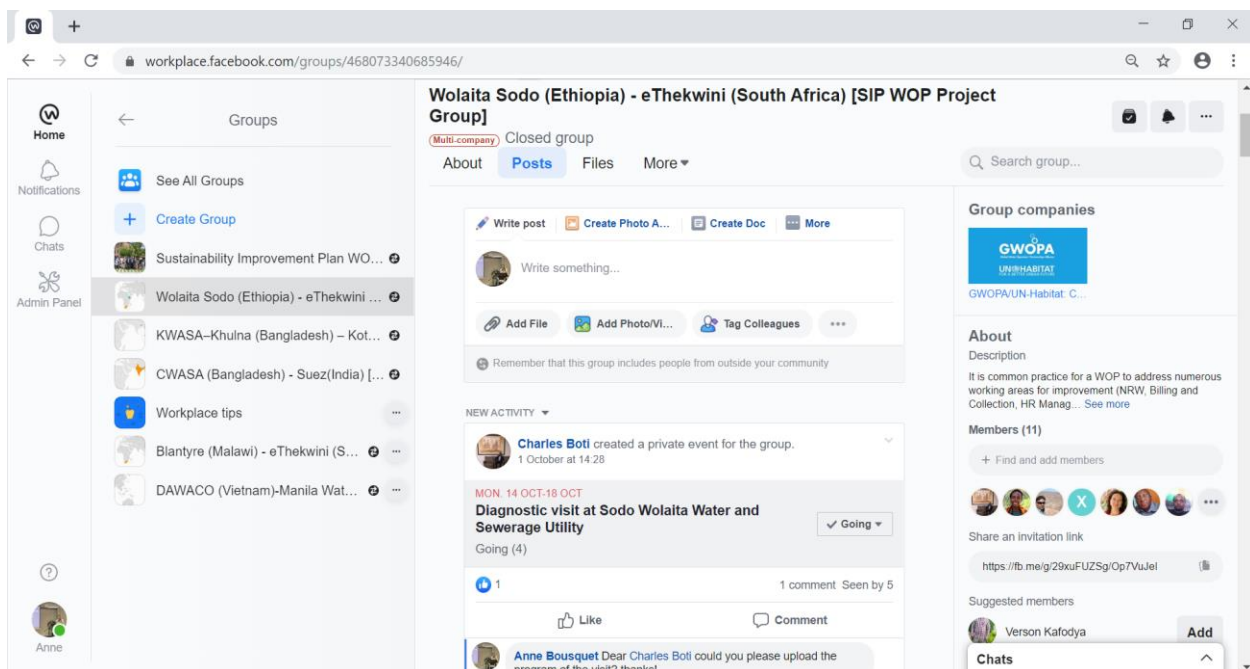 workplace.facebook.com/groups/468073340685946/
Home
Notifications
Chats
Admin Panel
Anne
Groups
See All Groups
Create Group
Sustainability Improvement Plan WO...
Wolaita Sodo (Ethiopia) - eThekwini ...
KWASA–Khulna (Bangladesh) – Kot...
CWASA (Bangladesh) - Suez(India) [...
Workplace tips
Blantyre (Malawi) - eThekwini (S...
DAWACO (Vietnam)-Manila Wat...
Wolaita Sodo (Ethiopia) - eThekwini (South Africa) [SIP WOP Project
Group]
Multi-company Closed group
About Posts Files More
Search group...
Write post Create Photo A... Create Doc More
Write something...
Add File Add Photo/Vi... Tag Colleagues
Remember that this group includes people from outside your community
NEW ACTIVITY
Charles Boti created a private event for the group.
1 October at 14:28
MON. 14 OCT-18 OCT
Diagnostic visit at Sodo Wolaita Water and
Sewerage Utility
Going
Going (4)
1
1 comment Seen by 5
Like Comment
Anne Bousquet Dear Charles Boti could you please upload the
program of the visit? thanks!
Group companies
GWOPA
UN HABITAT
GWOPA/UN-Habitat: C...
About
Description
It is common practice for a WOP to address numerous
working areas for improvement (NRW, Billing and
Collection, HR Manag... See more
Members (11)
+ Find and add members
X
Share an invitation link
https://fb.me/g/29xuFUZSg/Op7VuJel
Suggested members
Verson Kafodya Add
Chats